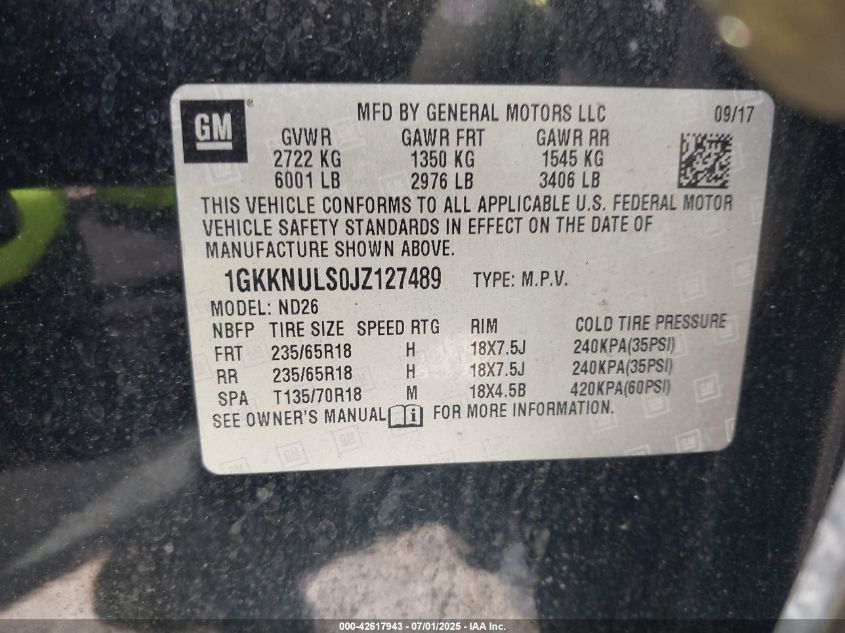 GM ® MFD BY GENERAL MOTORS LLC 09/17
GVWR GAWR FRT GAWR RR
2722 KG 1350 KG 1545 KG
6001 LB 2976 LB 3406 LB
THIS VEHICLE CONFORMS TO ALL APPLICABLE U.S. FEDERAL MOTOR
VEHICLE SAFETY STANDARDS IN EFFECT ON THE DATE OF
MANUFACTURE SHOWN ABOVE.
1GKKNULS0JZ127489 TYPE: M.P.V.
MODEL: ND26
NBFP TIRE SIZE SPEED RTG RIM COLD TIRE PRESSURE
FRT 235/65R18 H 18X7.5J 240KPA(35PSI)
RR 235/65R18 H 18X7.5J 240KPA(35PSI)
SPA T135/70R18 M 18X4.5B 420KPA(60PSI)
SEE OWNER'S MANUAL i FOR MORE INFORMATION.
000-42617943 // 07/01/2025 - IAA Inc.